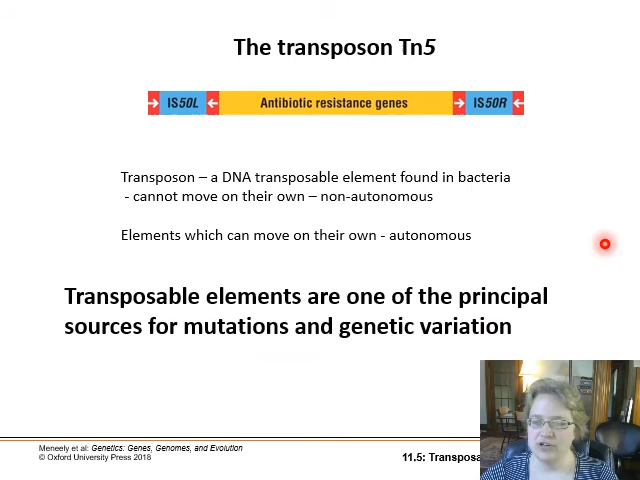 The transposon Tn5
IS50L Antibiotic resistance genes IS50R
Transposon – a DNA transposable element found in bacteria
- cannot move on their own – non-autonomous
Elements which can move on their own - autonomous
Transposable elements are one of the principal
sources for mutations and genetic variation
Meneely et al: Genetics: Genes, Genomes, and Evolution
© Oxford University Press 2018
11.5: Transposa